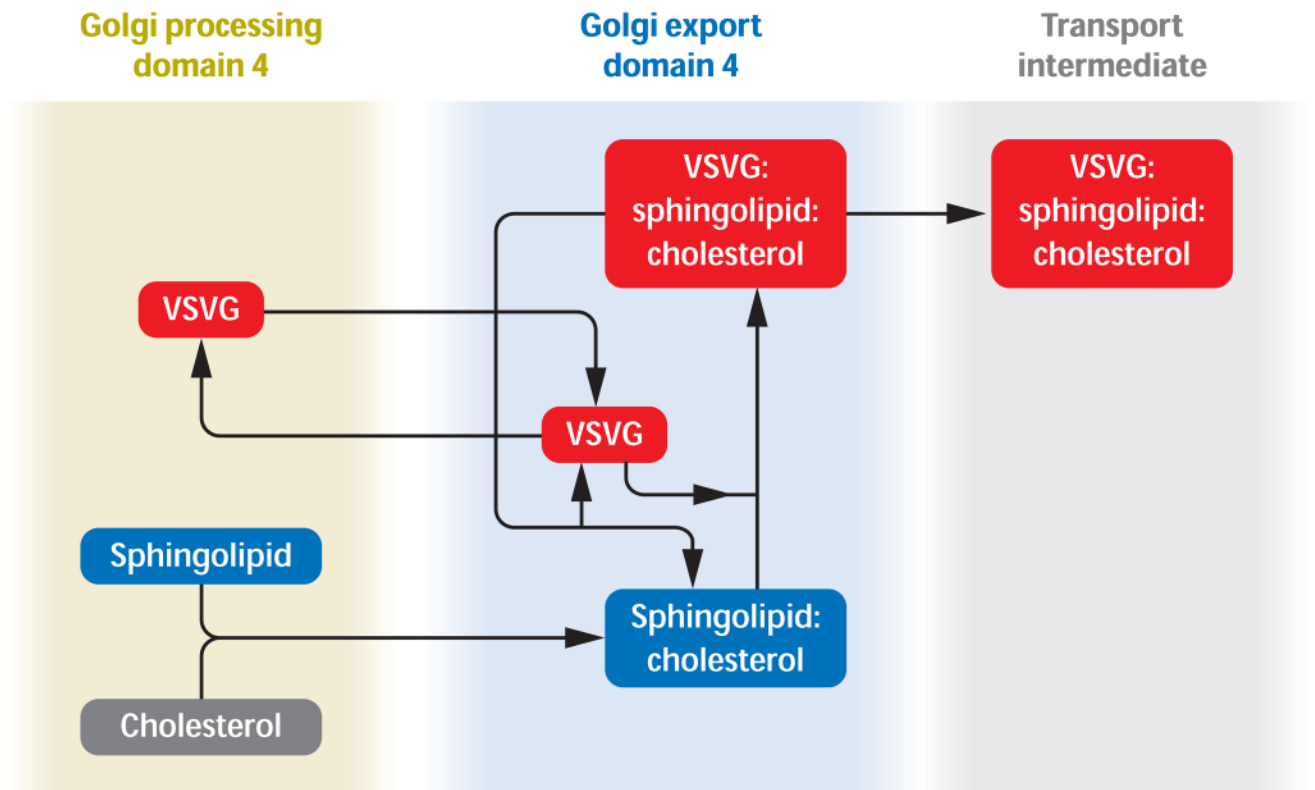 Golgi processing
domain 4
Golgi export
domain 4
Transport
intermediate
VSVG:
sphingolipid:
cholesterol
VSVG:
sphingolipid:
cholesterol
VSVG
VSVG
Sphingolipid
Sphingolipid:
cholesterol
Cholesterol